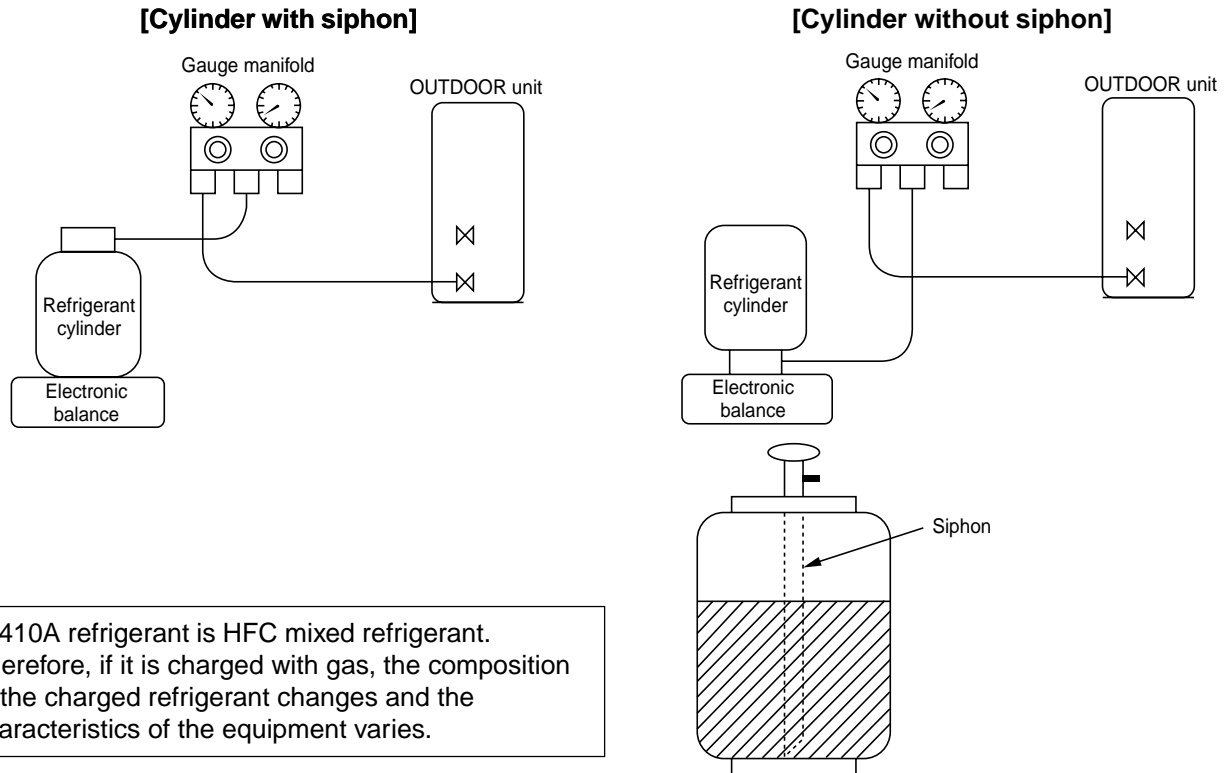 [Cylinder with siphon]
Gauge manifold
OUTDOOR unit
Refrigerant
cylinder
Electronic
balance
[Cylinder without siphon]
Gauge manifold
OUTDOOR unit
Refrigerant
cylinder
Electronic
balance
Siphon
410A refrigerant is HFC mixed refrigerant.
erefore, if it is charged with gas, the composition
the charged refrigerant changes and the
aracteristics of the equipment varies.